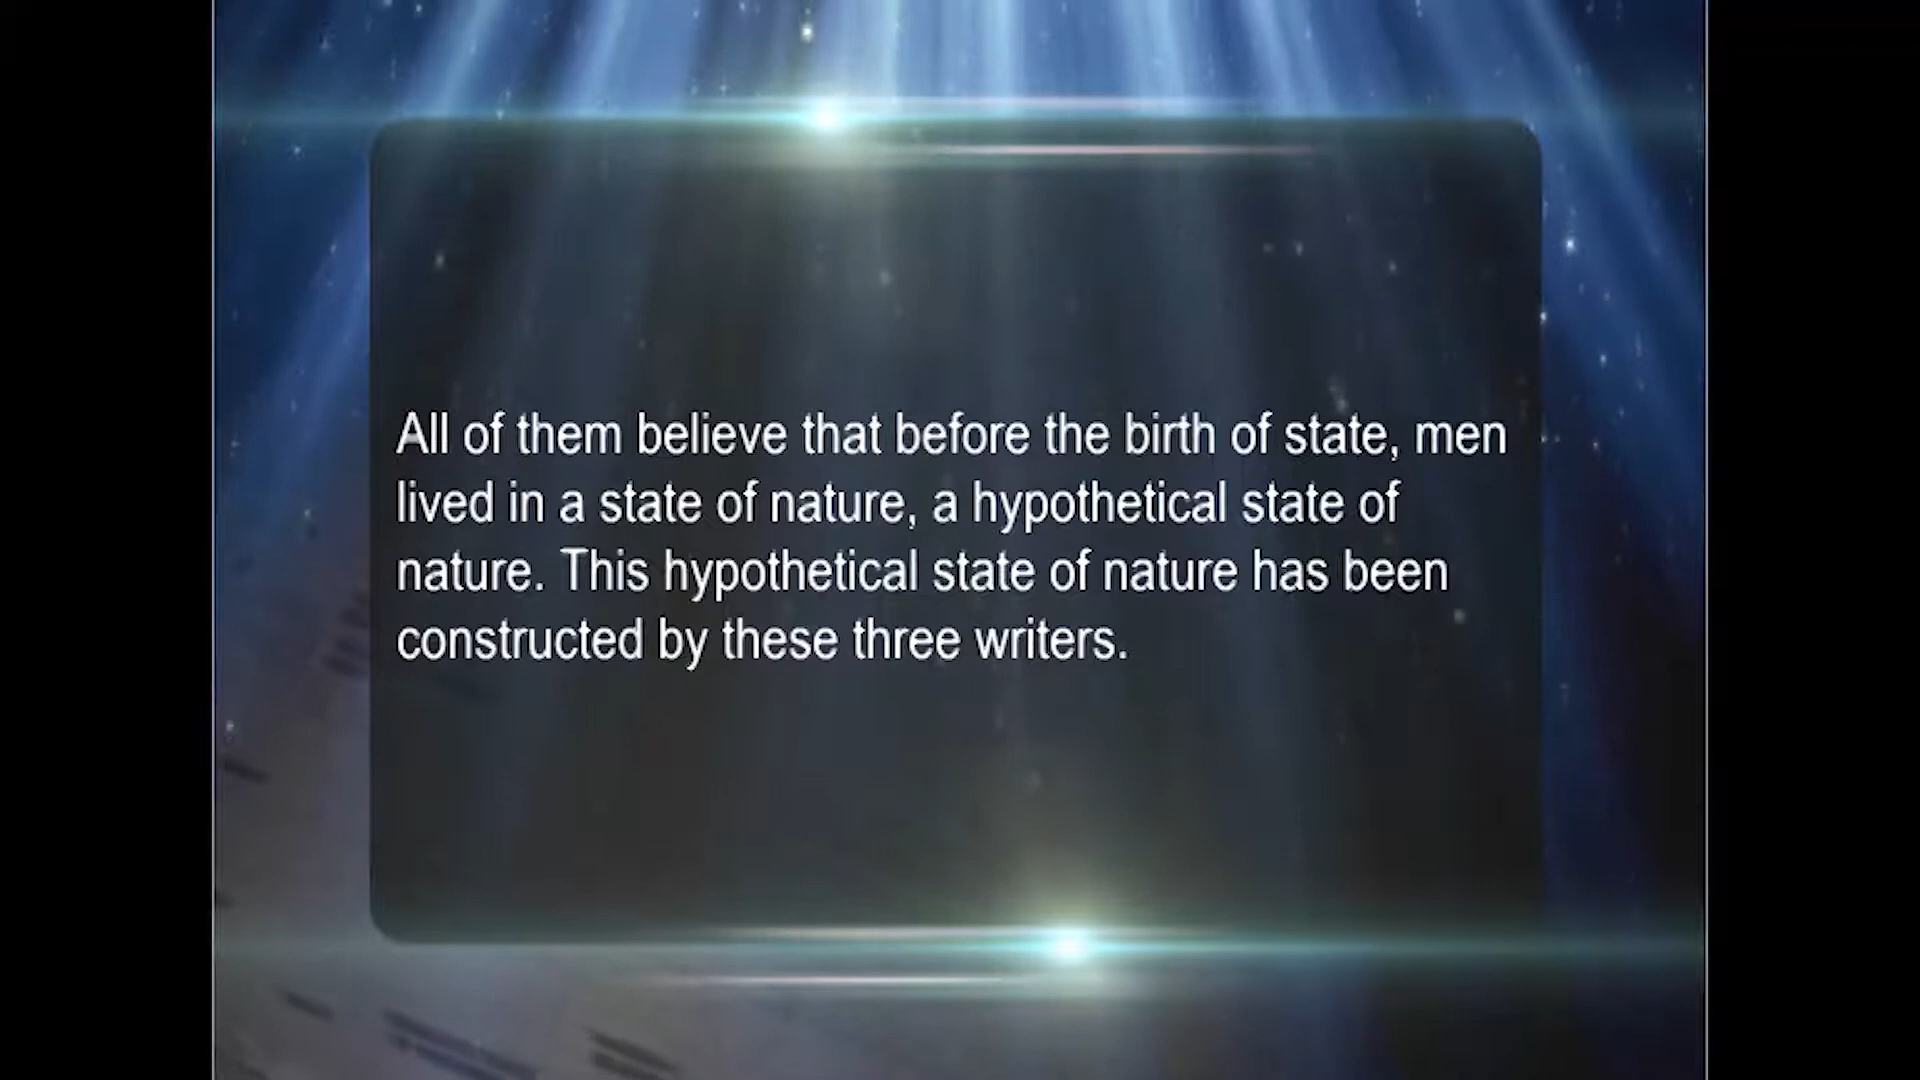 All of them believe that before the birth of state, men
lived in a state of nature, a hypothetical state of
nature. This hypothetical state of nature has been
constructed by these three writers.